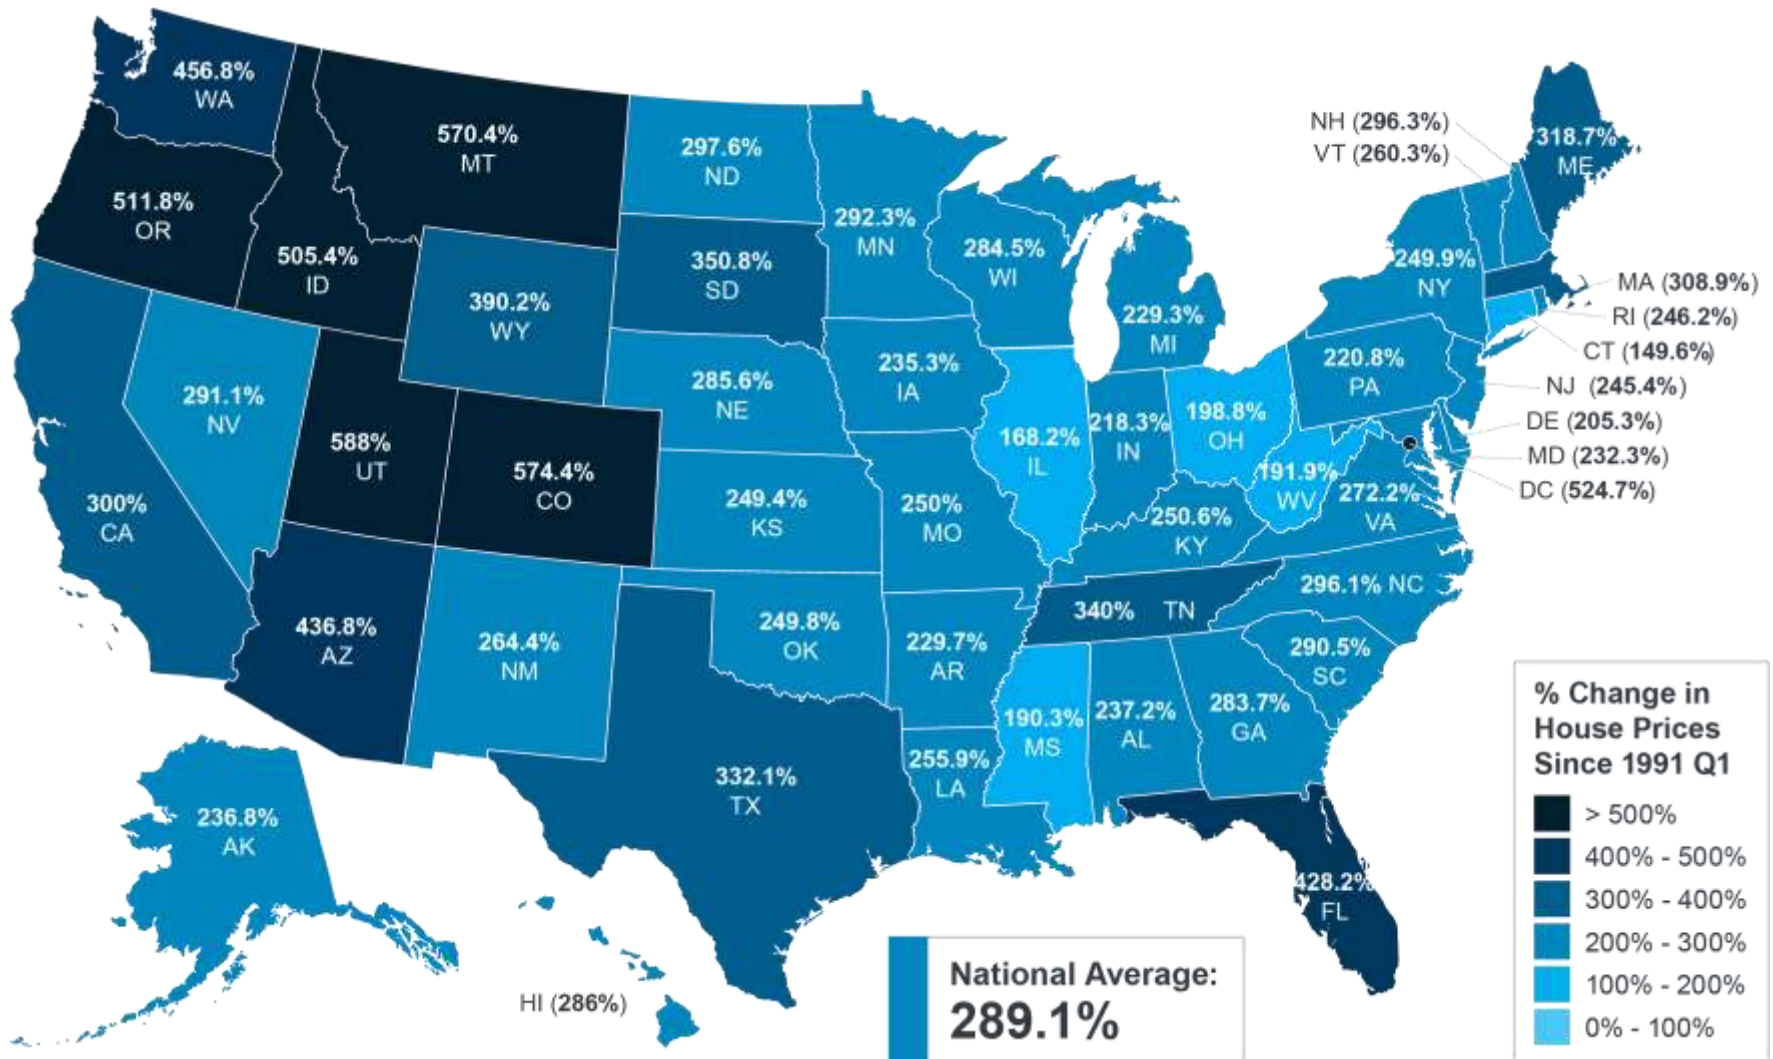 456.8%
WA
570.4%
MT
297.6%
ND
NH (296.3%)
VT (260.3%)
318.7%
ME
511.8%
OR
505.4%
ID
390.2%
WY
350.8%
SD
292.3%
MN
284.5%
WI
229.3%
MI
249.9%
NY
MA (308.9%)
RI (246.2%)
CT (149.6%)
NJ (245.4%)
DE (205.3%)
MD (232.3%)
DC (524.7%)
291.1%
NV
588%
UT
574.4%
CO
285.6%
NE
235.3%
IA
168.2%
IL
218.3%
IN
198.8%
OH
220.8%
PA
191.9%
WV
272.2%
VA
300%
CA
249.4%
KS
250%
MO
250.6%
KY
436.8%
AZ
264.4%
NM
249.8%
OK
229.7%
AR
340% TN
296.1% NC
290.5%
SC
332.1%
TX
255.9%
LA
190.3%
MS
237.2%
AL
283.7%
GA
428.2%
FL
236.8%
AK
HI (286%)
National Average:
289.1%
% Change in
House Prices
Since 1991 Q1
> 500%
400% - 500%
300% - 400%
200% - 300%
100% - 200%
0% - 100%